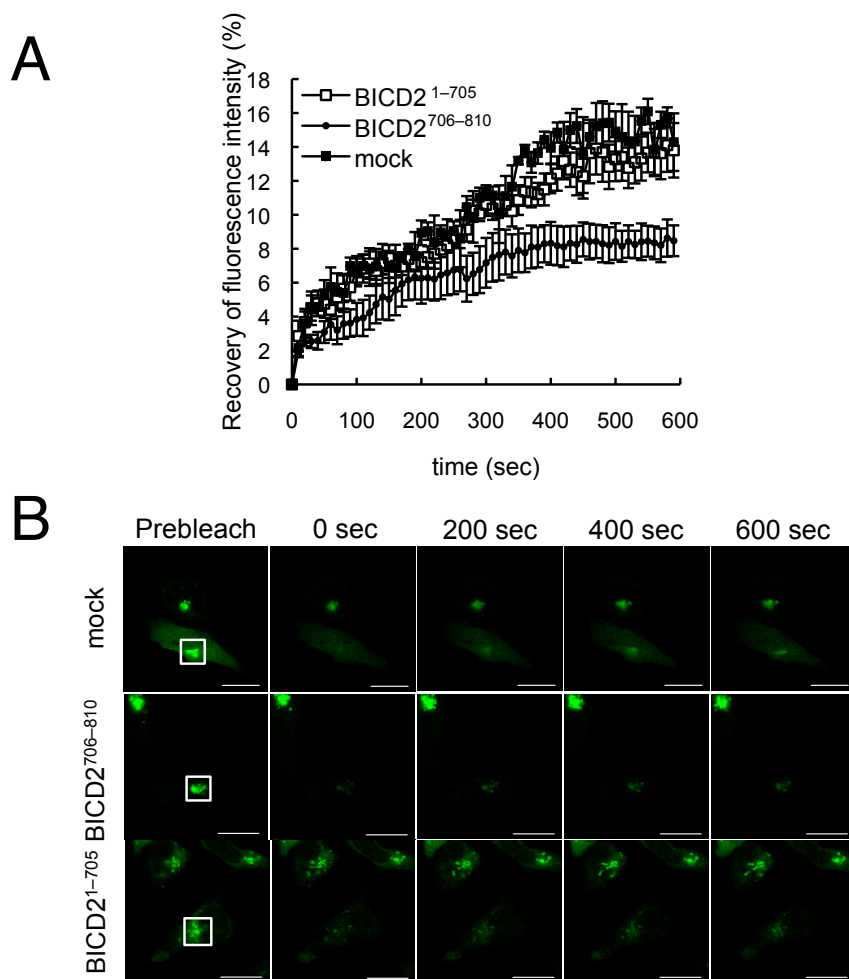 A
Recovery of fluorescence intensity (%)
18
16
14
12
10
8
6
4
2
0
BICD2 1–705
BICD2706–810
mock
0 100 200 300 400 500 600
time (sec)
B
Prebleach 0 sec 200 sec 400 sec 600 sec
mock
BICD2706–810
BICD21–705